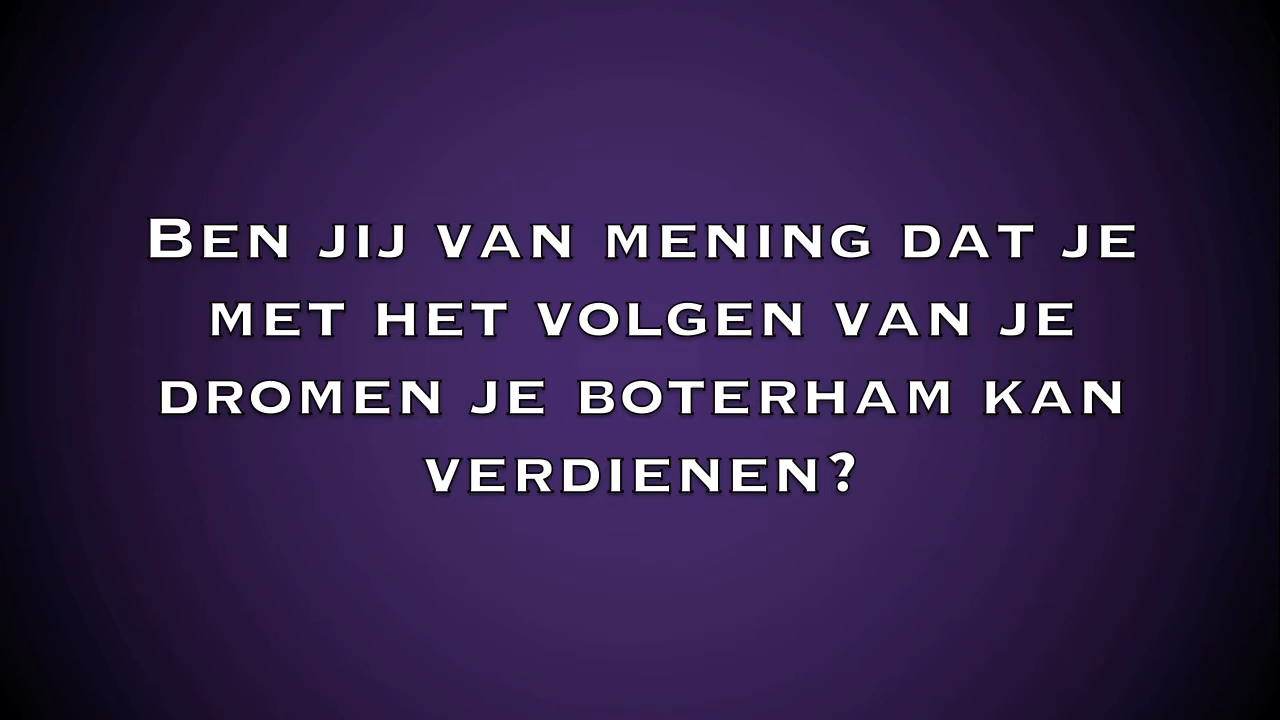 Ben jij van mening dat je
met het volgen van je
dromen je boterham kan
verdienen?